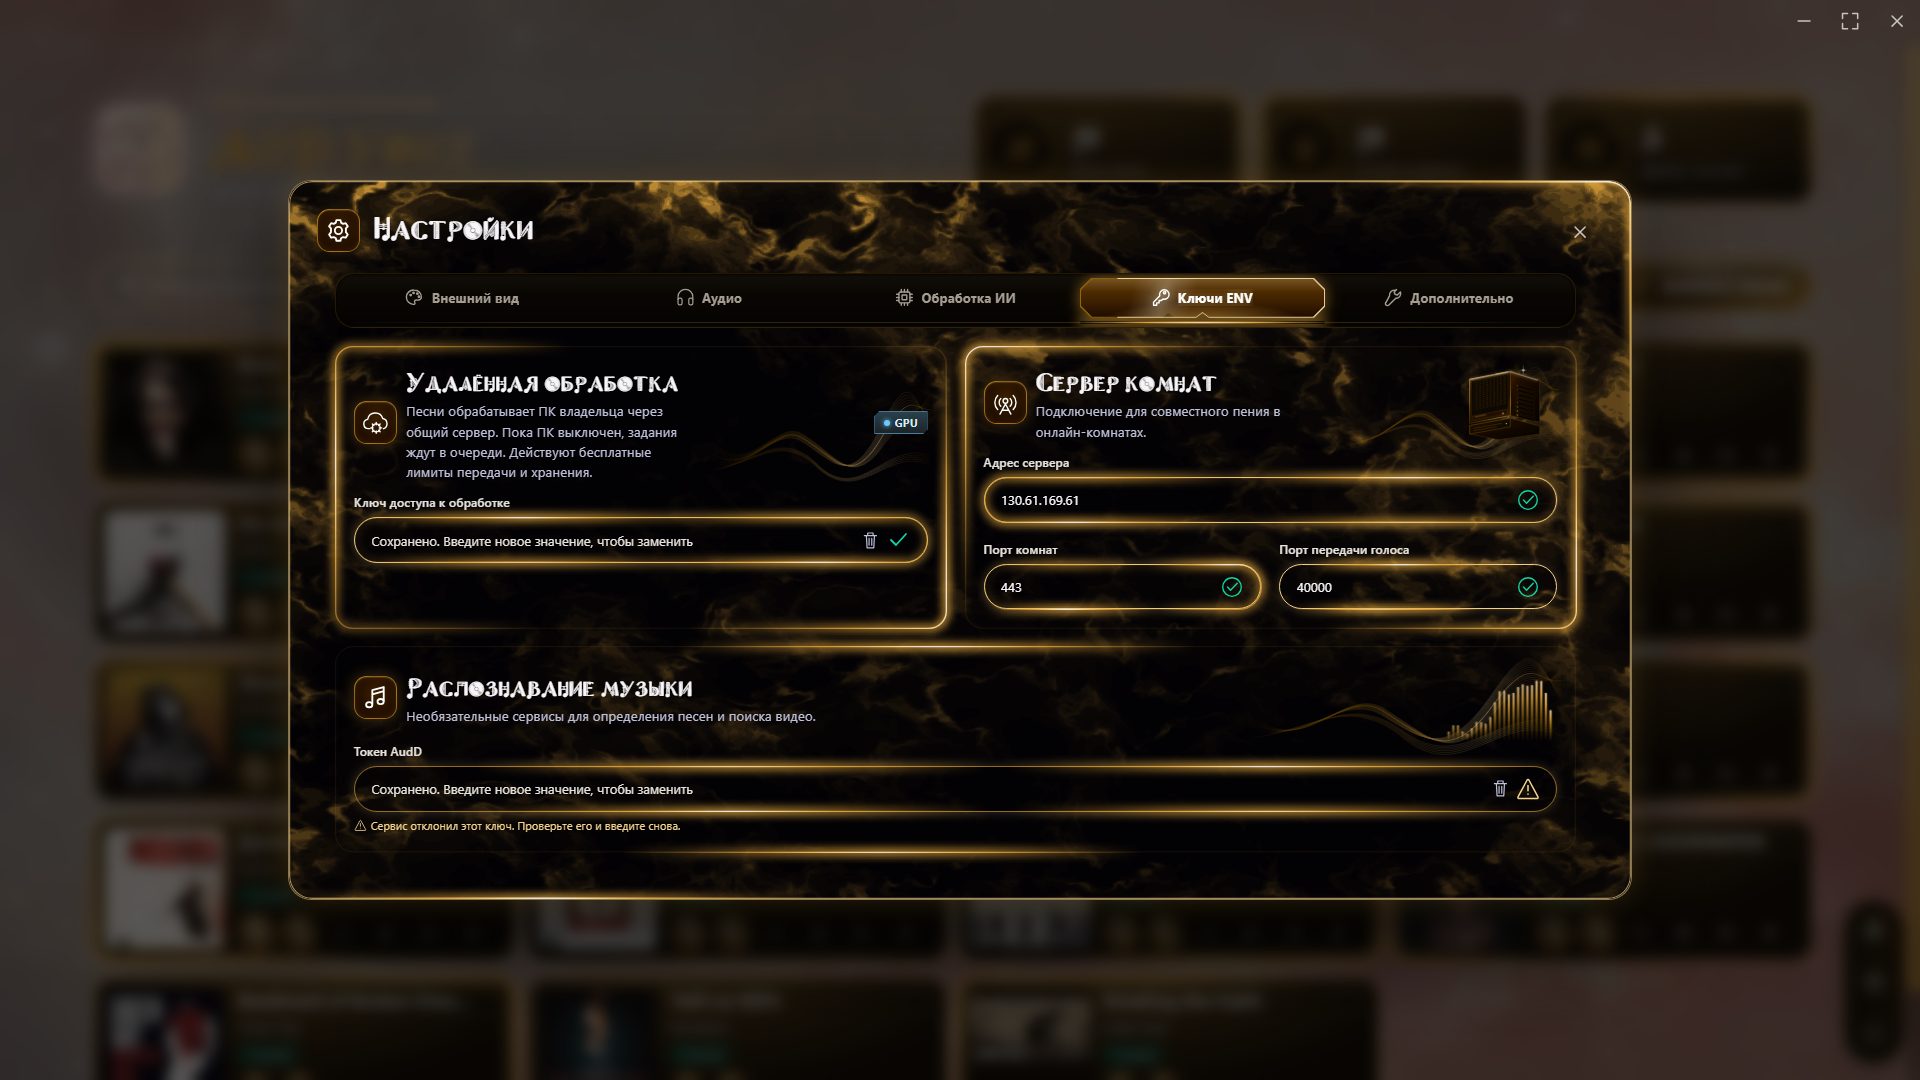 Настройки
Внешний вид
Аудио
Обработка ИИ
Ключи ENV
Дополнительно
Удалённая обработка
Песни обрабатывает ПК владельца через
общий сервер. Пока ПК выключен, задания
ждут в очереди. Действуют бесплатные
лимиты передачи и хранения.
GPU
Ключ доступа к обработке
Сохранено. Введите новое значение, чтобы заменить
Сервер комнат
Подключение для совместного пения в
онлайн-комнатах.
Адрес сервера
130.61.169.61
Порт комнат
Порт передачи голоса
443
40000
Распознавание музыки
Необязательные сервисы для определения песен и поиска видео.
Токен AudD
Сохранено. Введите новое значение, чтобы заменить
Сервис отклонил этот ключ. Проверьте его и введите снова.